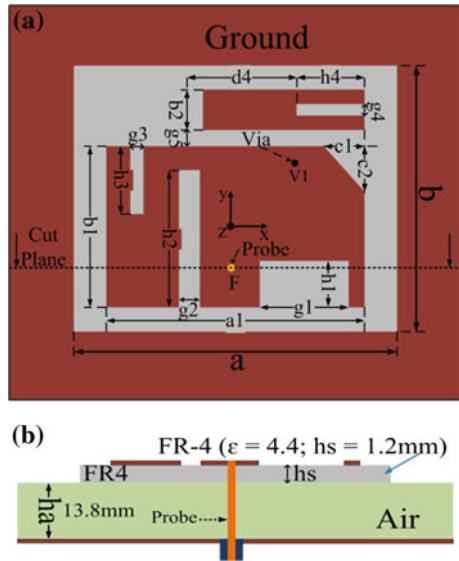 (a)
Ground
d4
h4
b2
g4
g5
g3
Via
c1
c2
V1
h3
b1
h2
y
z
x
b
Cut
Plane
Probe
F
h1
g2
g1
a1
a
(b)
FR-4 (ε = 4.4; hs = 1.2mm)
FR4
hs
ha
13.8mm
Probe
Air